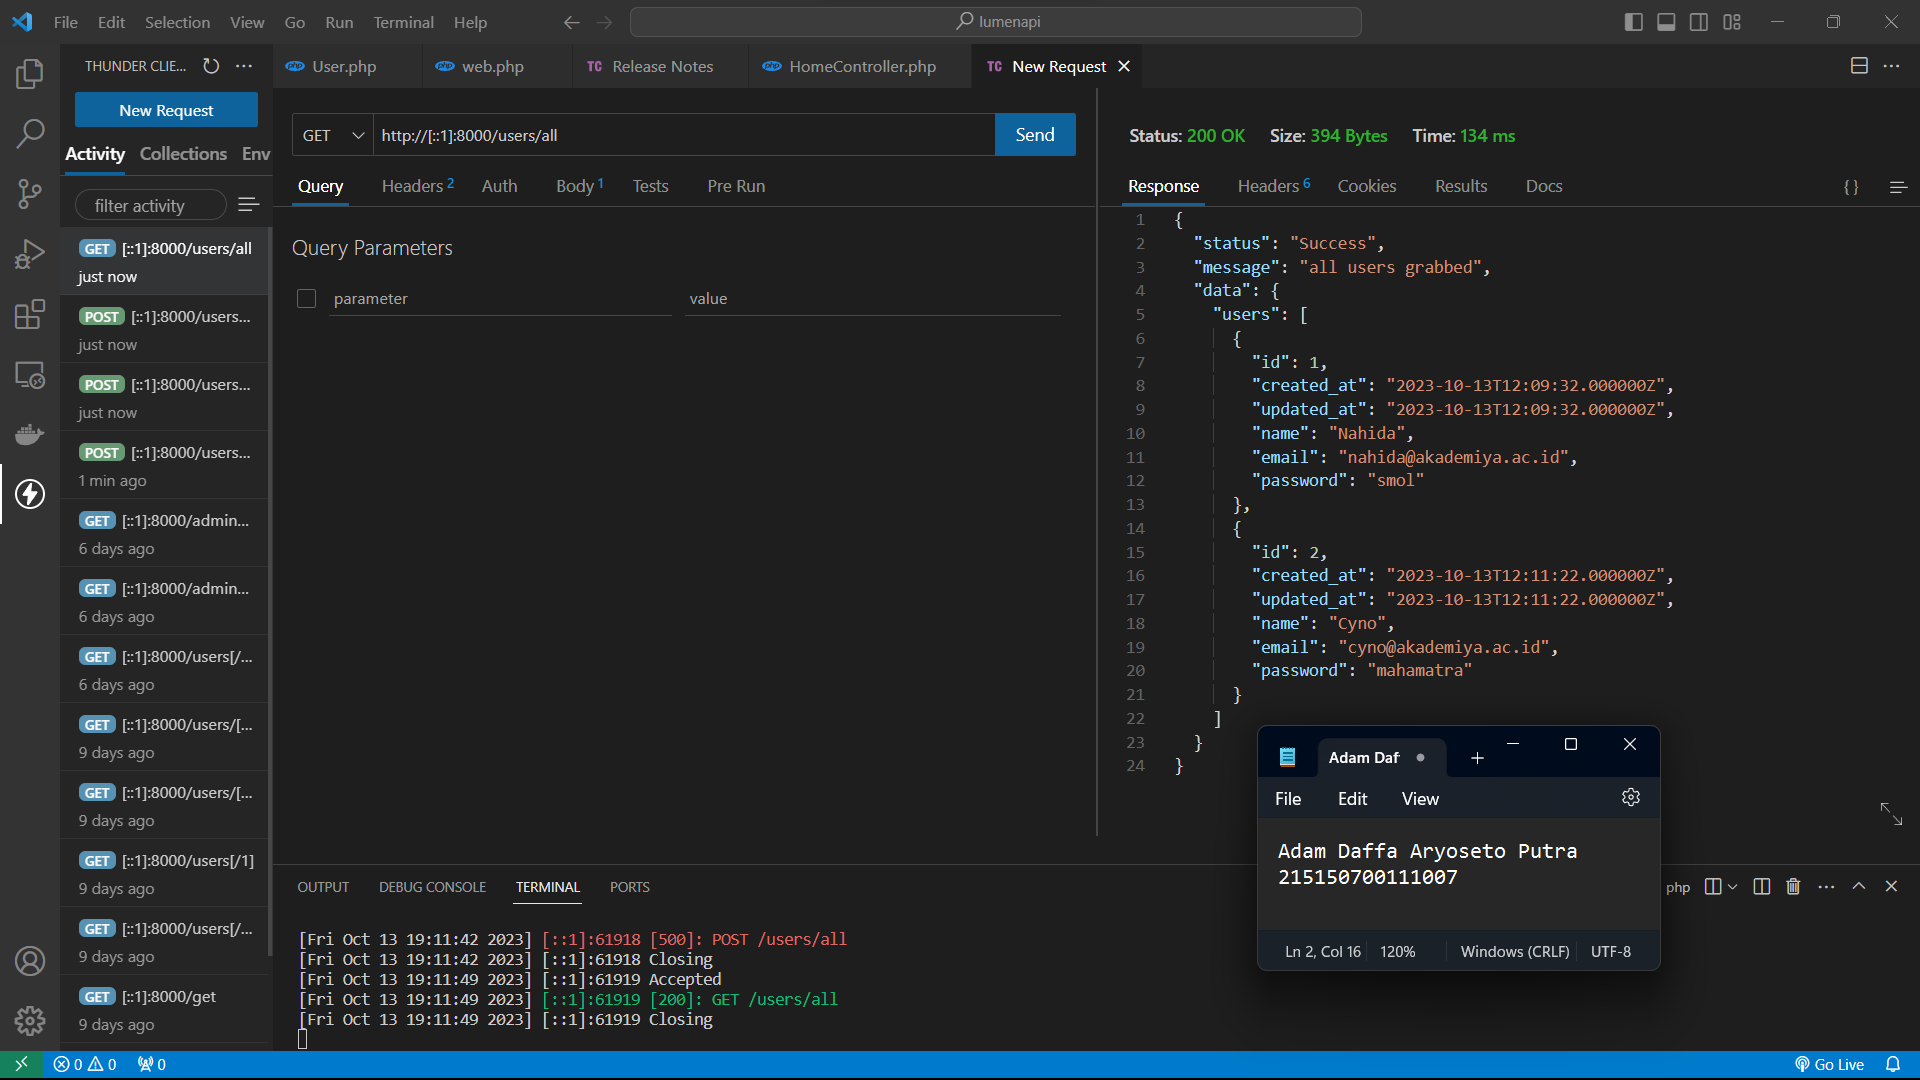 File Edit Selection View Go Run Terminal Help
lumenapi
THUNDER CLIE... ···
New Request
Activity Collections Env
filter activity
GET [::1]:8000/users/all
just now
POST [::1]:8000/users...
just now
POST [::1]:8000/users...
just now
POST [::1]:8000/users...
1 min ago
GET [::1]:8000/admin...
6 days ago
GET [::1]:8000/admin...
6 days ago
GET [::1]:8000/users[/...
6 days ago
GET [::1]:8000/users/[...
9 days ago
GET [::1]:8000/users/[...
9 days ago
GET [::1]:8000/users[/1]
9 days ago
GET [::1]:8000/users[/...
9 days ago
GET [::1]:8000/get
9 days ago
php User.php php web.php TC Release Notes php HomeController.php TC New Request
GET http://[::1]:8000/users/all Send
Query Headers 2 Auth Body 1 Tests Pre Run
Query Parameters
parameter value
Status: 200 OK Size: 394 Bytes Time: 134 ms
Response Headers 6 Cookies Results Docs { }
1 {
2 "status": "Success",
3 "message": "all users grabbed",
4 "data": {
5 "users": [
6 {
7 "id": 1,
8 "created_at": "2023-10-13T12:09:32.000000Z",
9 "updated_at": "2023-10-13T12:09:32.000000Z",
10 "name": "Nahida",
11 "email": "nahida@akademiya.ac.id",
12 "password": "smol"
13 },
14 {
15 "id": 2,
16 "created_at": "2023-10-13T12:11:22.000000Z",
17 "updated_at": "2023-10-13T12:11:22.000000Z",
18 "name": "Cyno",
19 "email": "cyno@akademiya.ac.id",
20 "password": "mahamatra"
21 }
22 ]
23 }
24 }
Adam Daf
File Edit View
Adam Daffa Aryoseto Putra
215150700111007
Ln 2, Col 16 120% Windows (CRLF) UTF-8
OUTPUT DEBUG CONSOLE TERMINAL PORTS
php
[Fri Oct 13 19:11:42 2023] [::1]:61918 [500]: POST /users/all
[Fri Oct 13 19:11:42 2023] [::1]:61918 Closing
[Fri Oct 13 19:11:49 2023] [::1]:61919 Accepted
[Fri Oct 13 19:11:49 2023] [::1]:61919 [200]: GET /users/all
[Fri Oct 13 19:11:49 2023] [::1]:61919 Closing
0 0 0 Go Live